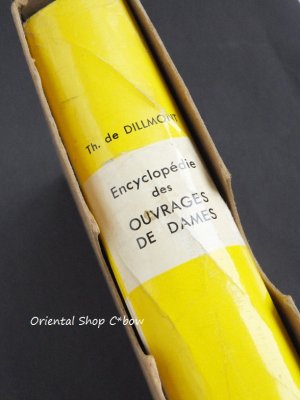 Th. de DILLMONT
Encyclopédie
des
OUVRAGES
DE DAMES
Oriental Shop C*bow